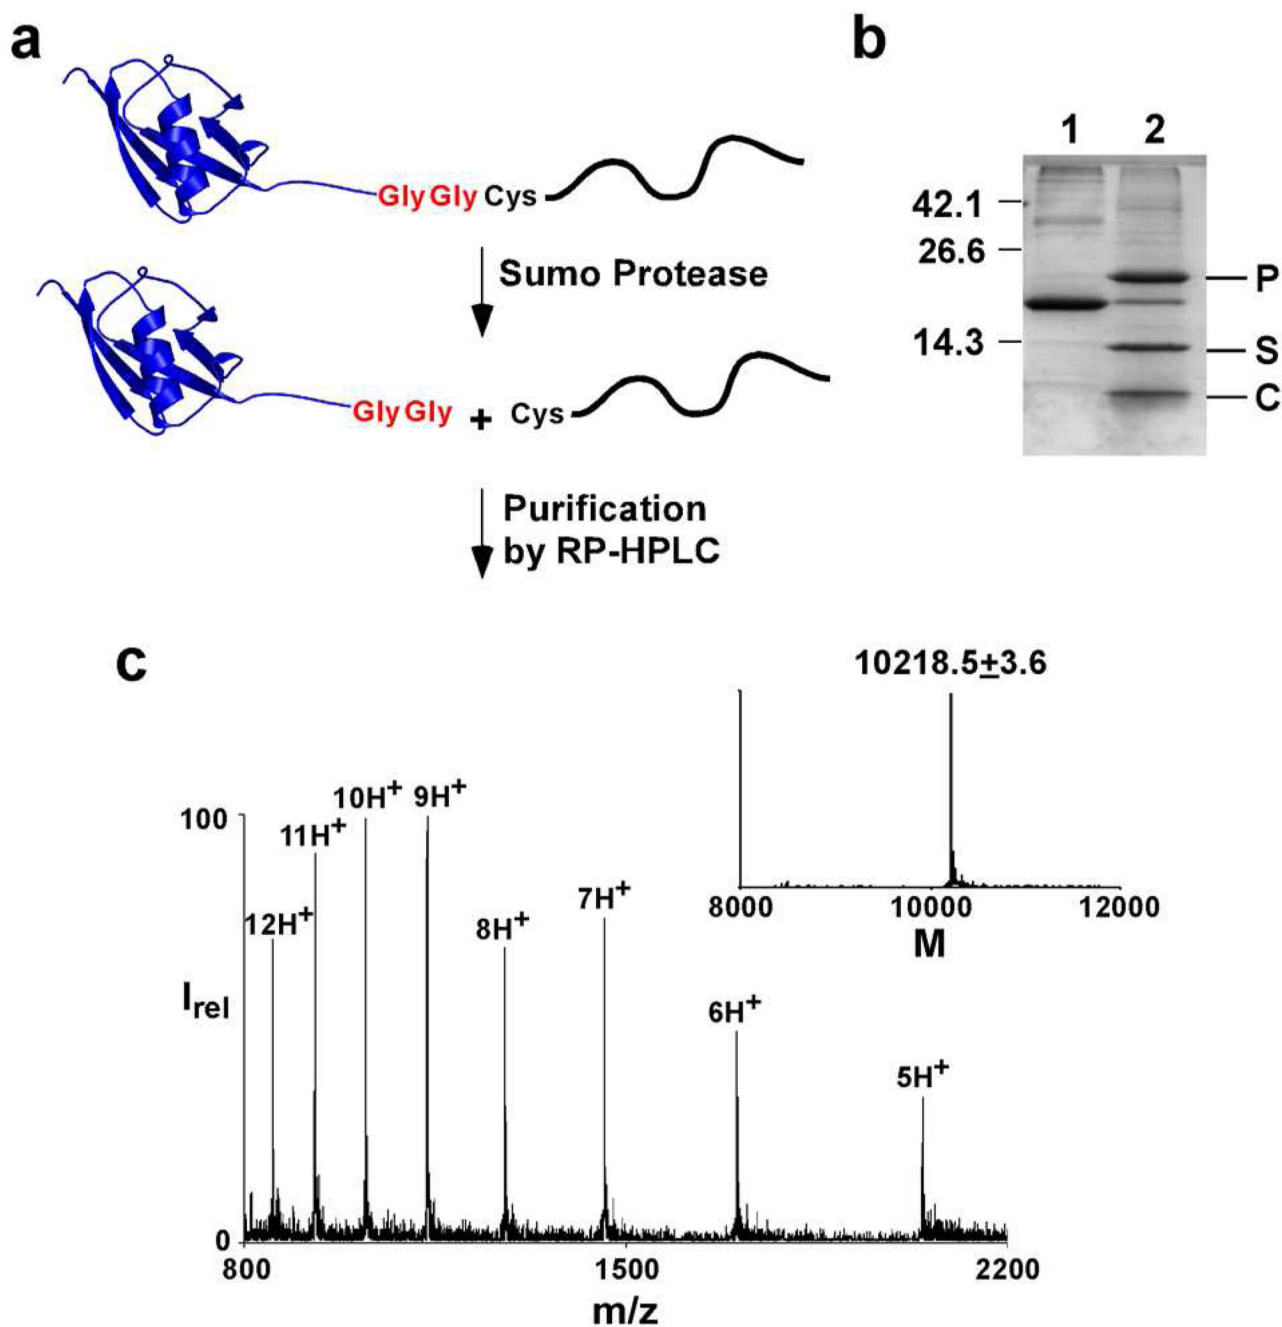 a
Gly Gly Cys
Sumo Protease
Gly Gly + Cys
Purification
by RP-HPLC
b
1 2
42.1
26.6
14.3
P
S
C
c
10218.5±3.6
8000 10000 12000
M
100
0
I_rel
12H⁺
11H⁺
10H⁺
9H⁺
8H⁺
7H⁺
6H⁺
5H⁺
800 1500 2200
m/z